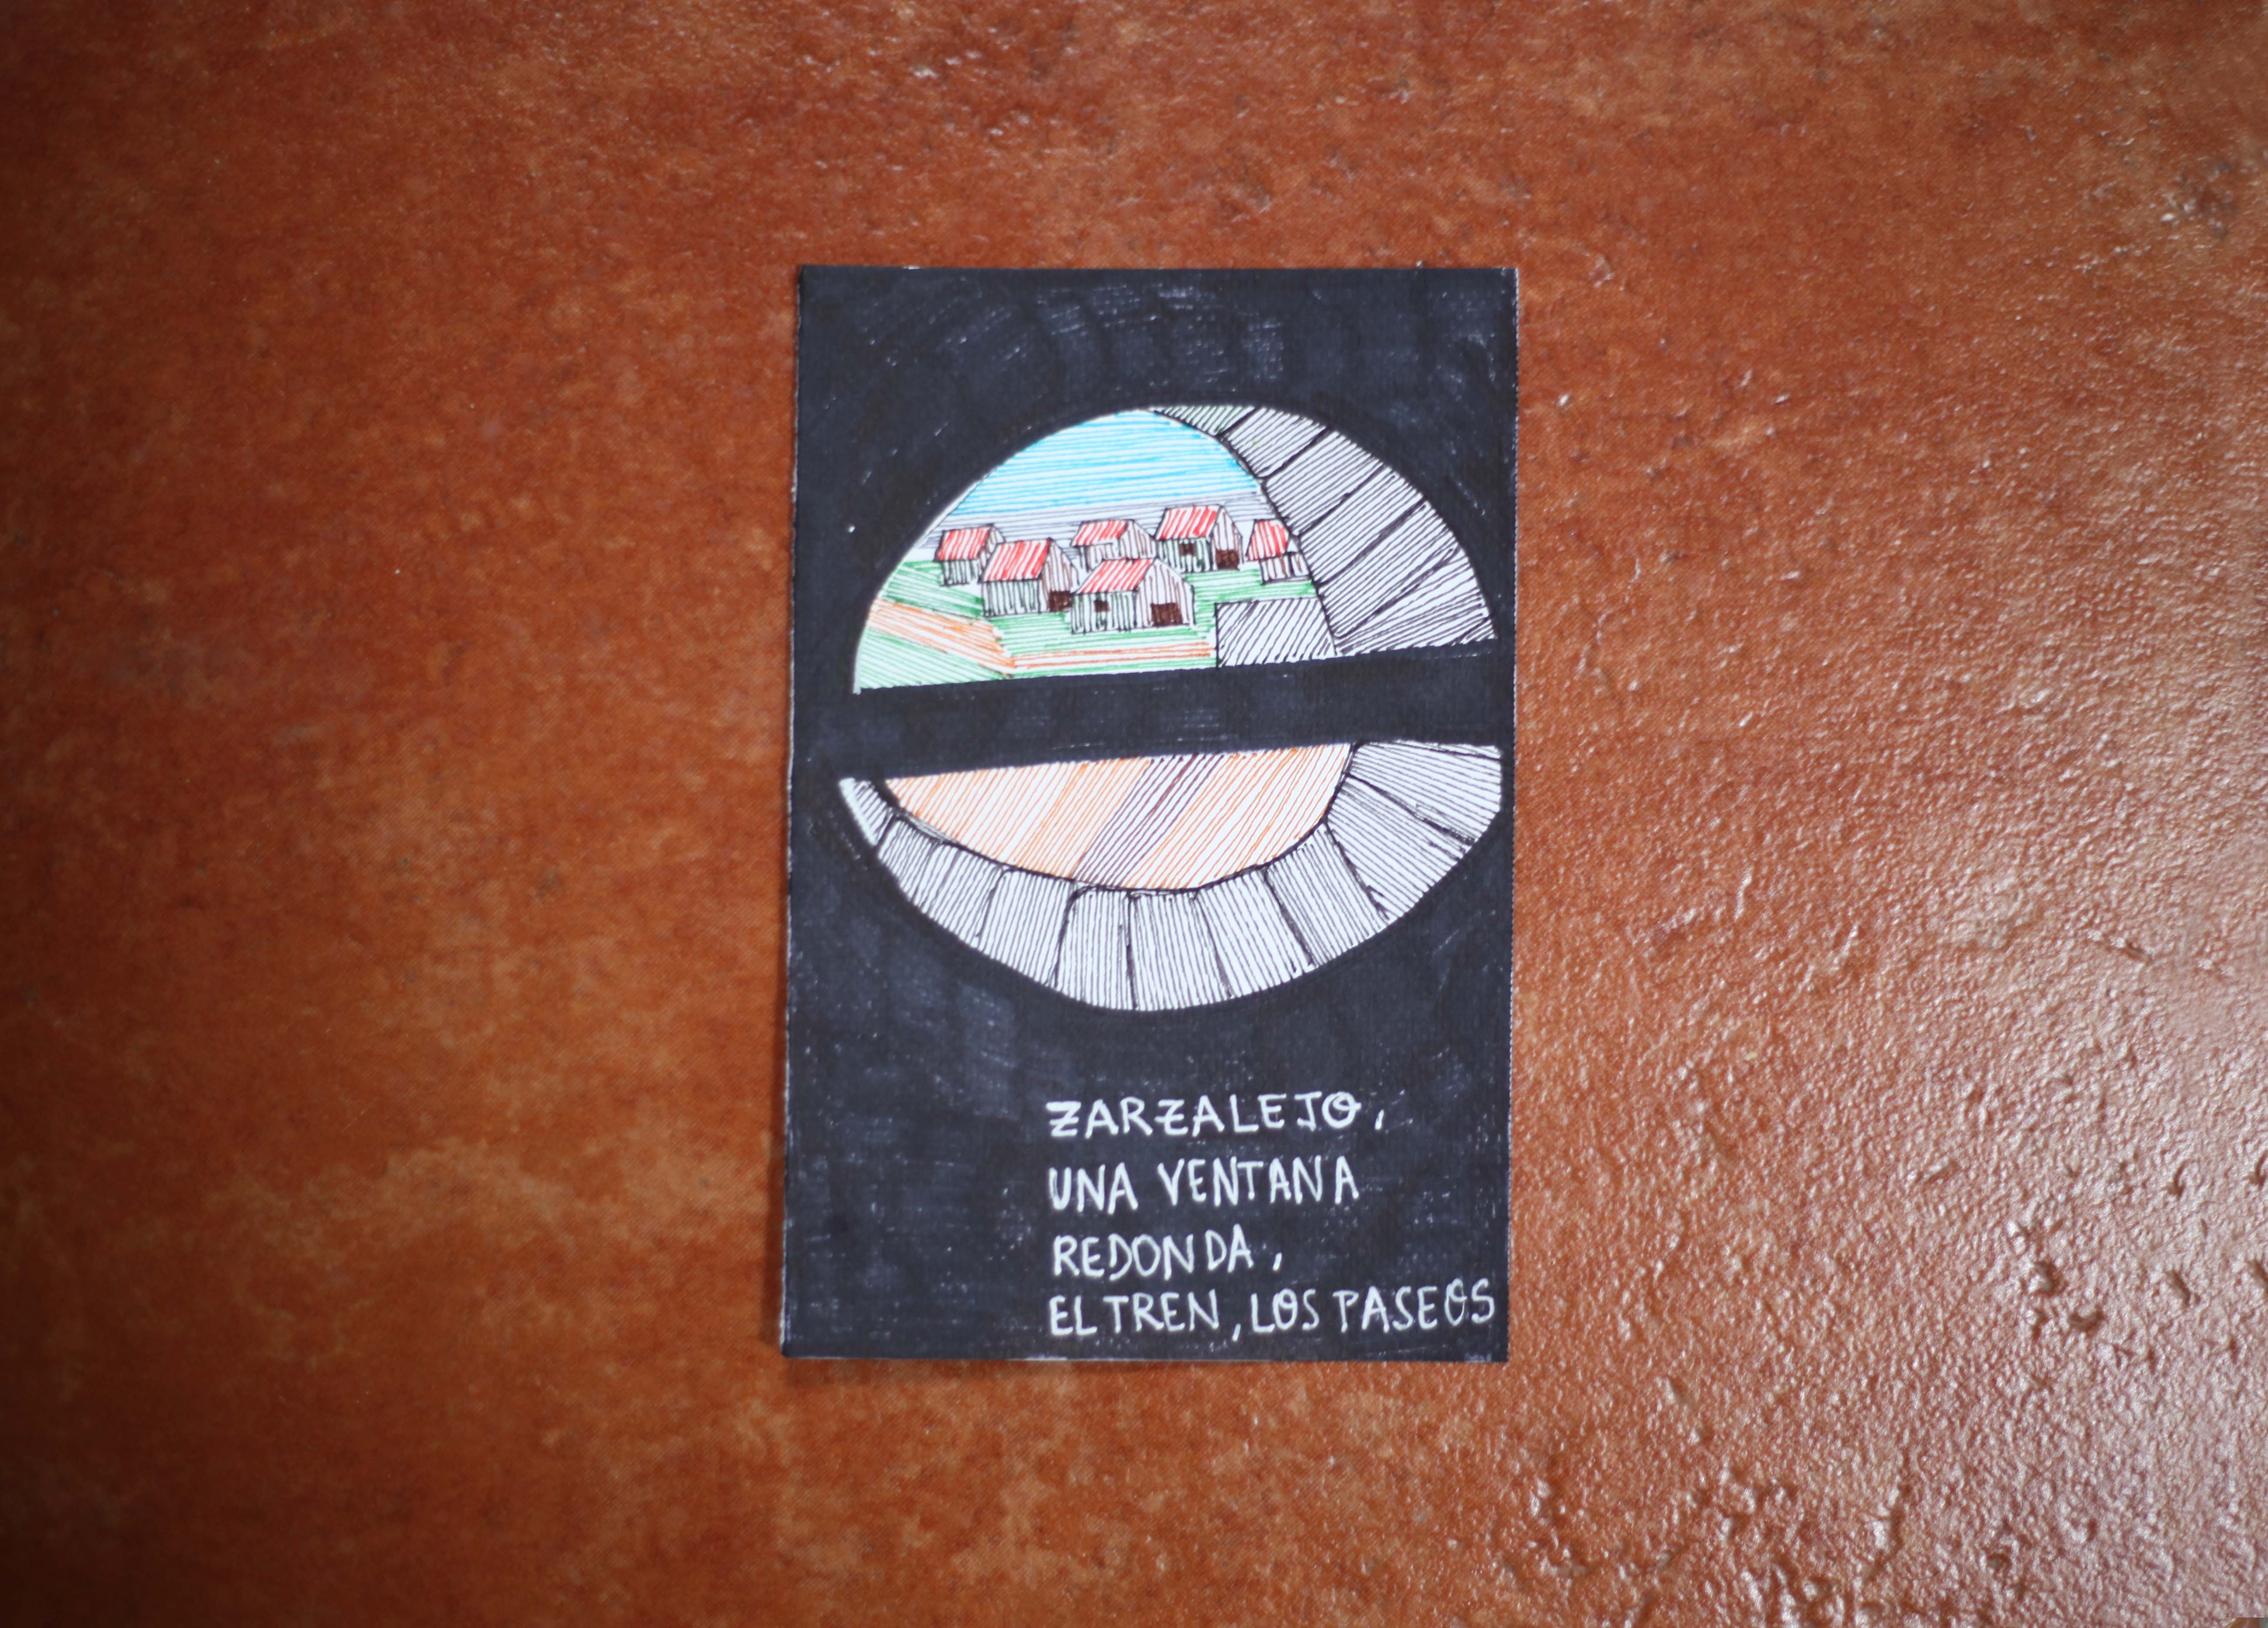 ZARZALEJO,
UNA VENTANA
REDONDA,
EL TREN, LOS PASEOS